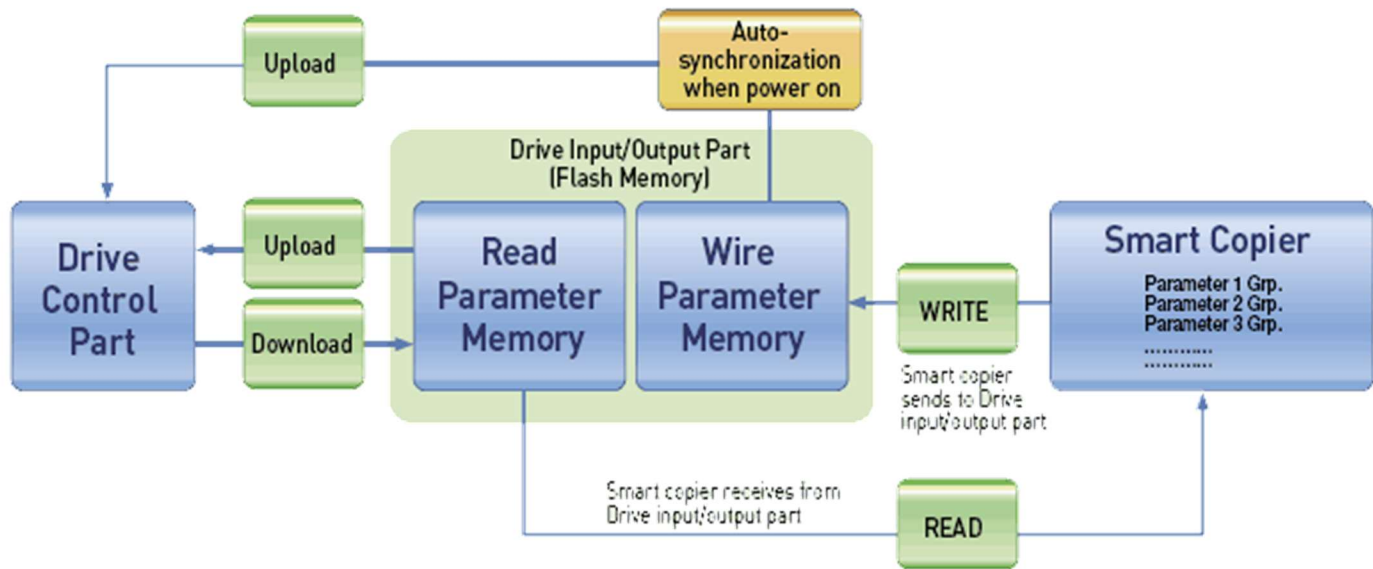 Auto-
synchronization
when power on
Upload
Drive Input/Output Part
(Flash Memory)
Drive
Control
Part
Upload
Download
Read
Parameter
Memory
Wire
Parameter
Memory
WRITE
Smart copier
sends to Drive
input/output part
Smart Copier
Parameter 1 Grp.
Parameter 2 Grp.
Parameter 3 Grp.
............
............
Smart copier receives from
Drive input/output part
READ